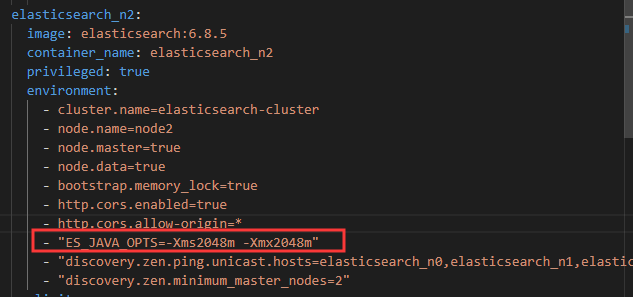 elasticsearch_n2:
image: elasticsearch:6.8.5
container_name: elasticsearch_n2
privileged: true
environment:
- cluster.name=elasticsearch-cluster
- node.name=node2
- node.master=true
- node.data=true
- bootstrap.memory_lock=true
- http.cors.enabled=true
- http.cors.allow-origin=*
- "ES_JAVA_OPTS=-Xms2048m -Xmx2048m"
- "discovery.zen.ping.unicast.hosts=elasticsearch_n0,elasticsearch_n1,elastic
- "discovery.zen.minimum_master_nodes=2"